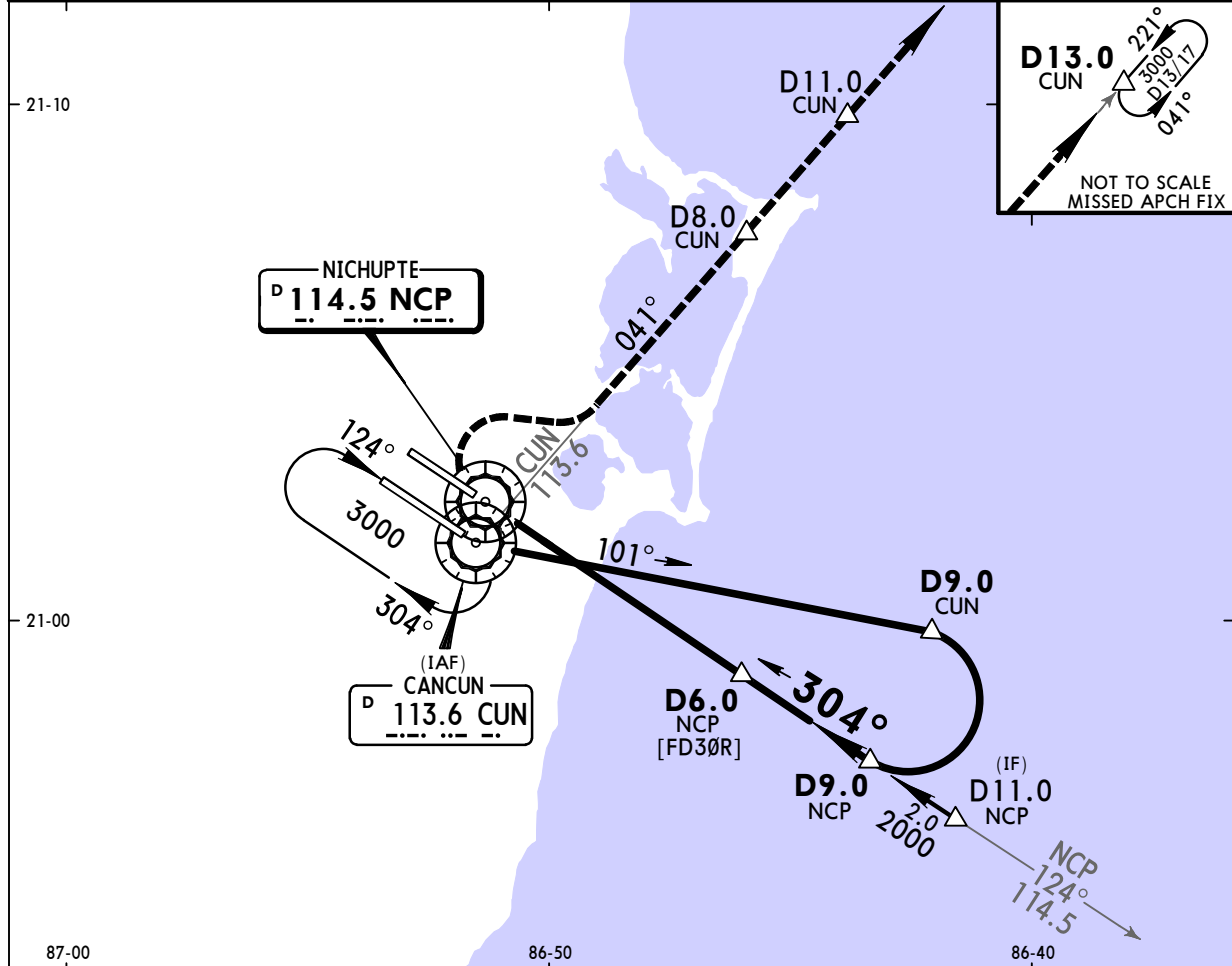 D11.0
CUN
D13.0
CUN
221°
3000
D13/17
041°
NOT TO SCALE
MISSED APCH FIX
21-10
D8.0
CUN
NICHUPTE
D 114.5 NCP
041°
CUN
113.6
124°
3000
304°
101°
D9.0
CUN
21-00
(IAF)
CANCUN
D 113.6 CUN
D6.0
NCP
[FD3ØR]
304°
D9.0
NCP
(IF)
D11.0
NCP
2.0
2000
NCP
124°
114.5
87-00
86-50
86-40